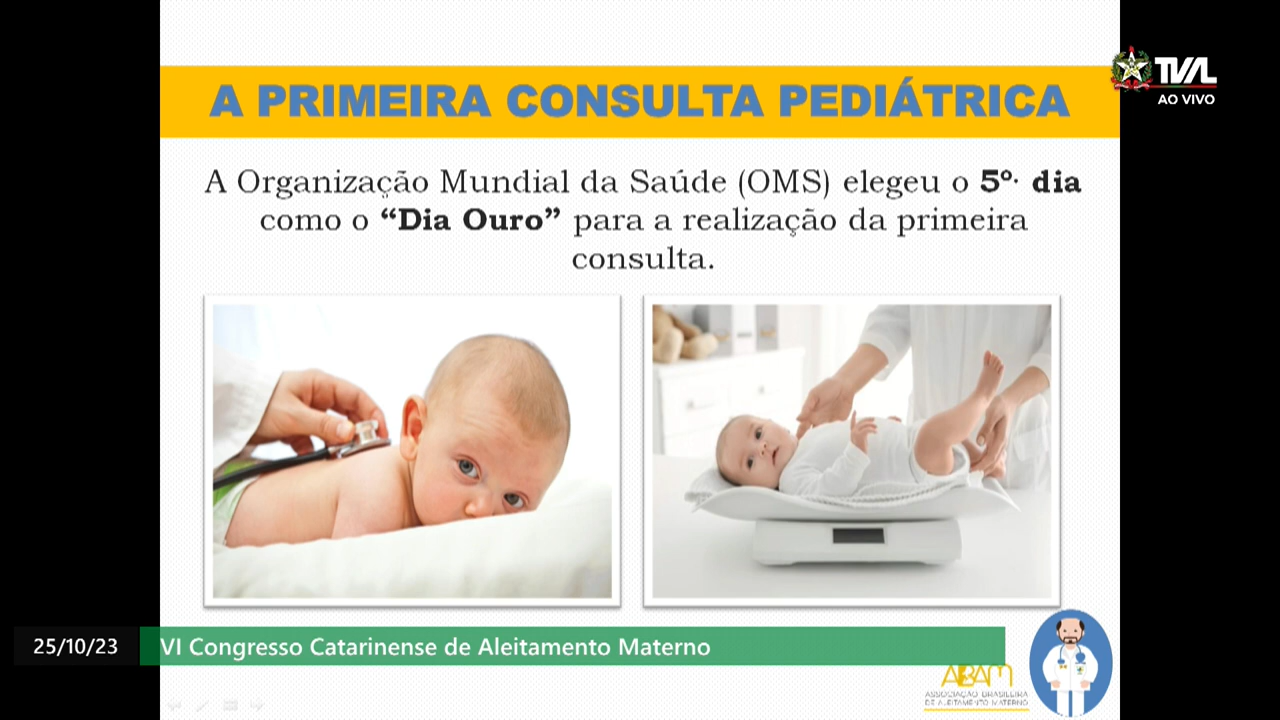 A PRIMEIRA CONSULTA PEDIÁTRICA
TVAL
AO VIVO
A Organização Mundial da Saúde (OMS) elegeu o 5º. dia
como o “Dia Ouro” para a realização da primeira
consulta.
25/10/23
VI Congresso Catarinense de Aleitamento Materno
ABAM
ASSOCIAÇÃO BRASILEIRA
DE ALEITAMENTO MATERNO